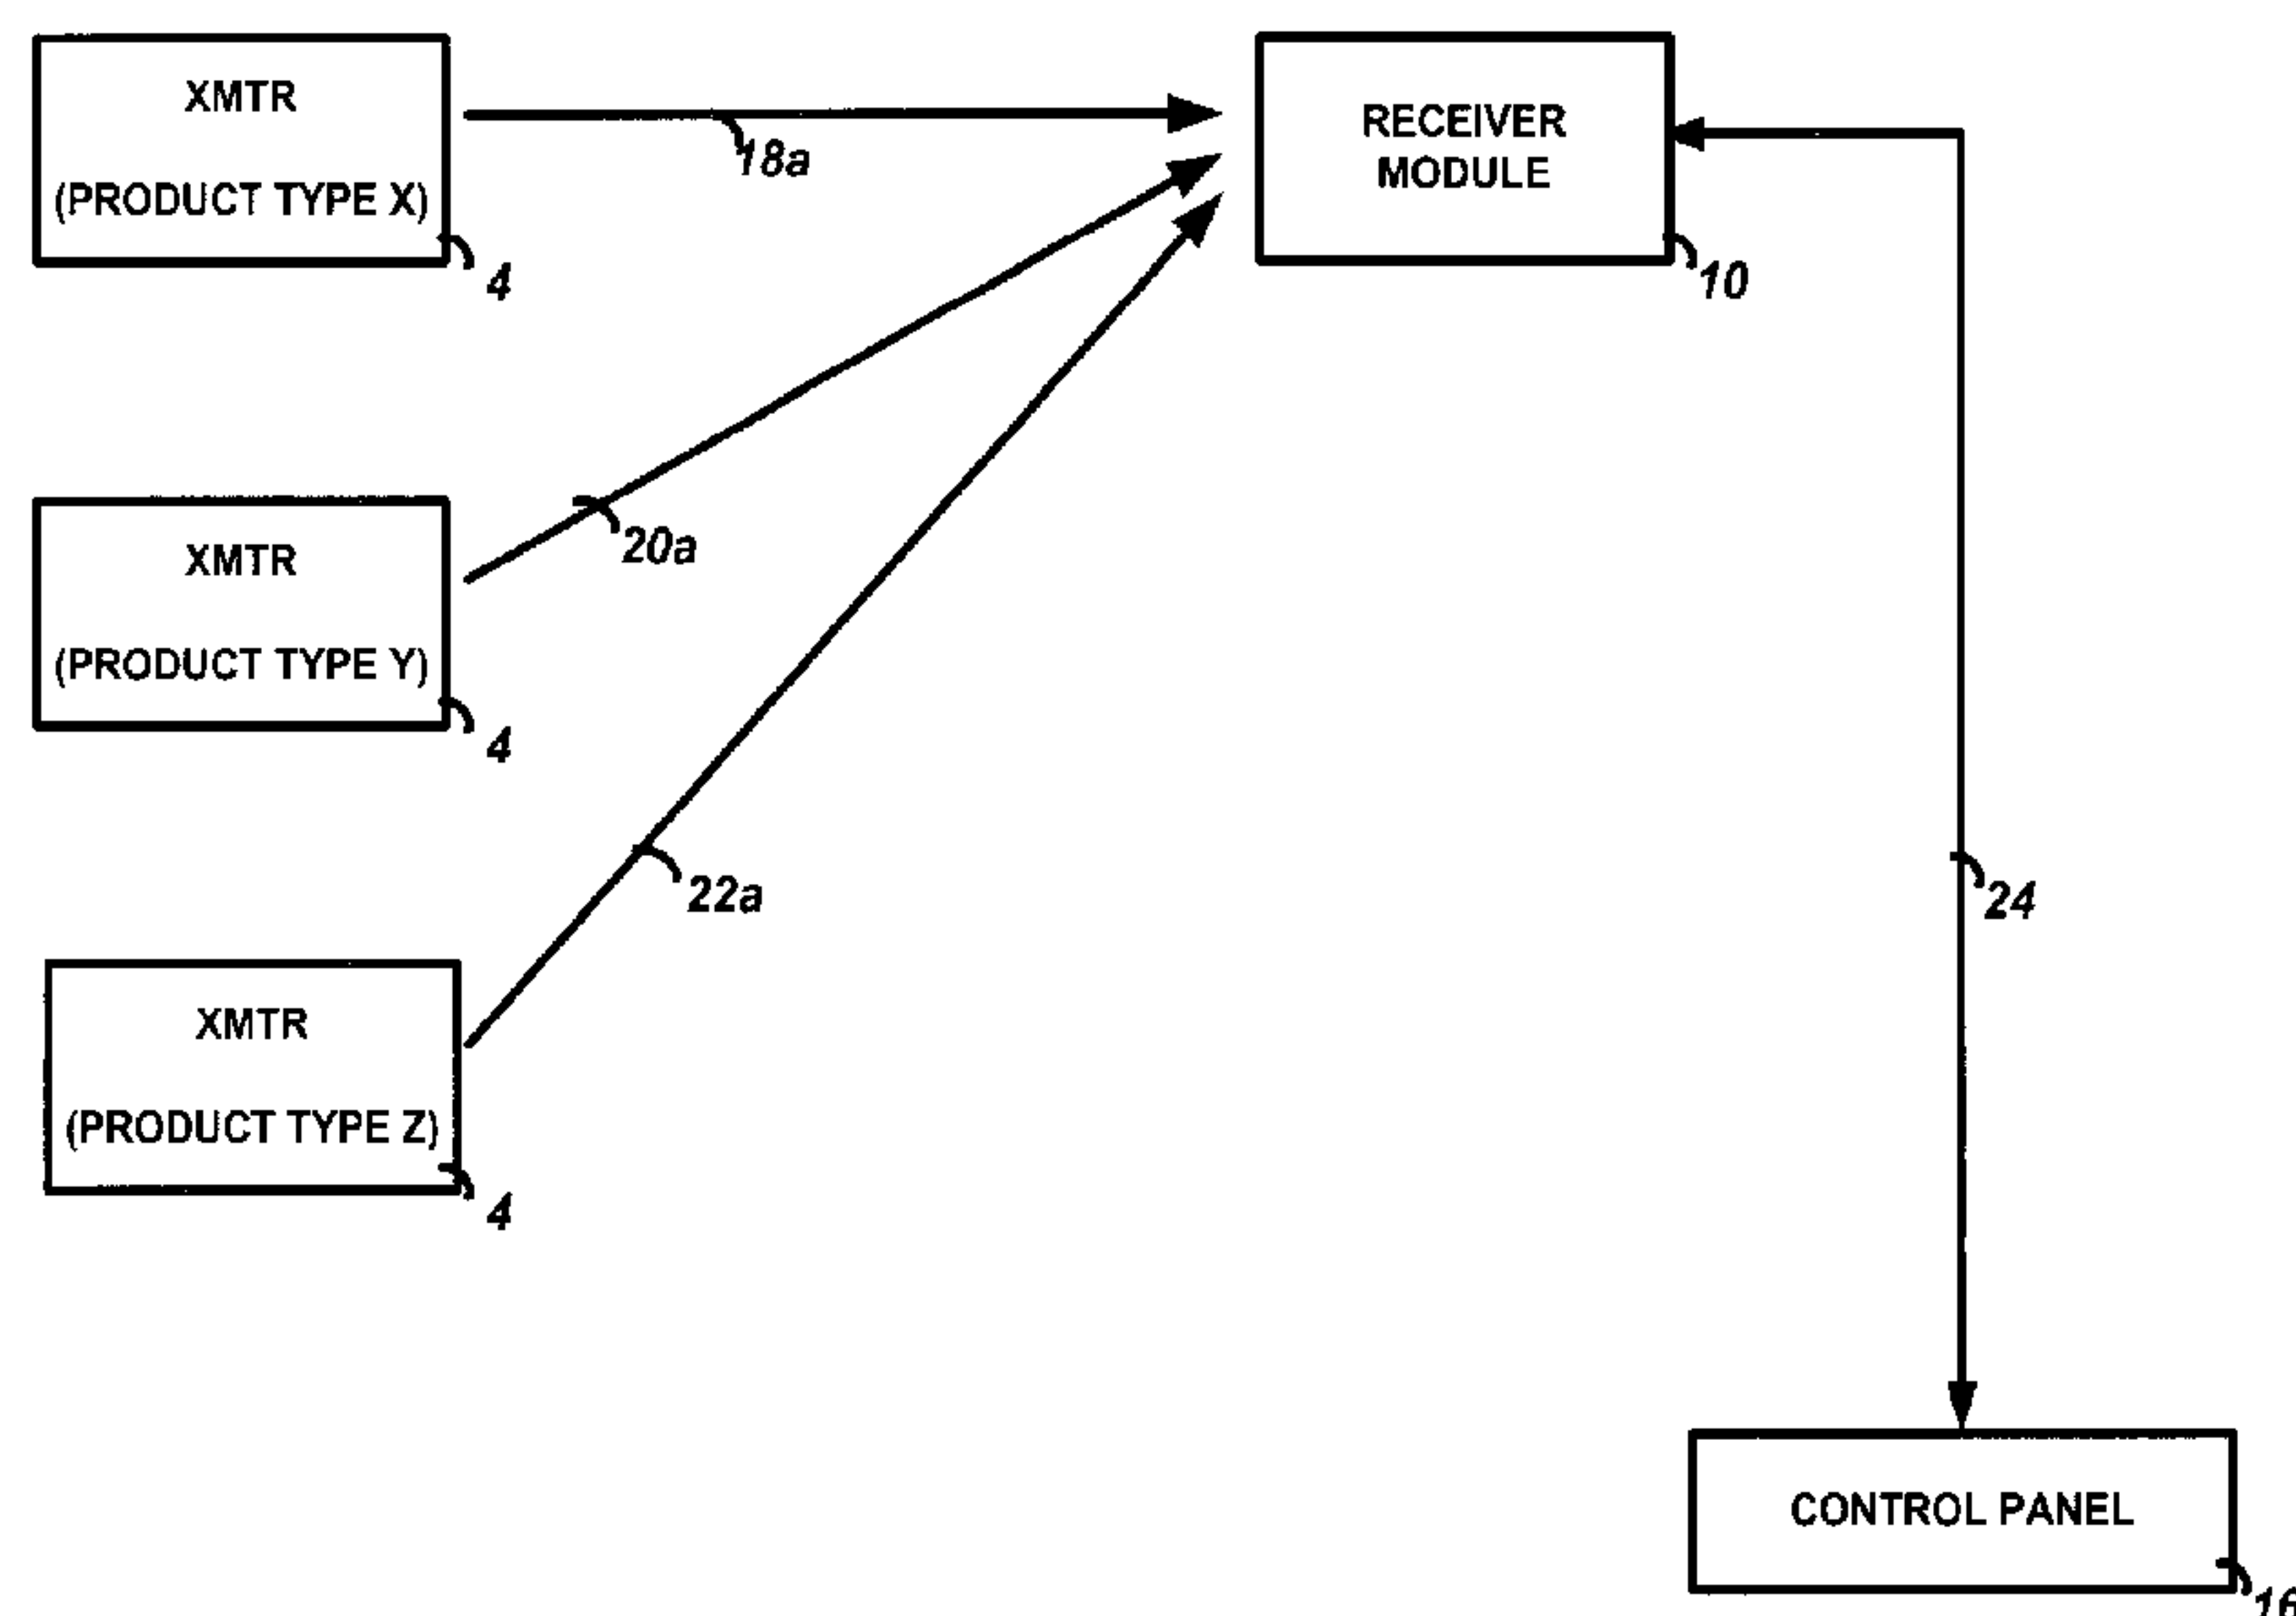 XMTR
(PRODUCT TYPE X)
4
18a
RECEIVER
MODULE
10
XMTR
(PRODUCT TYPE Y)
4
20a
22a
24
XMTR
(PRODUCT TYPE Z)
4
CONTROL PANEL